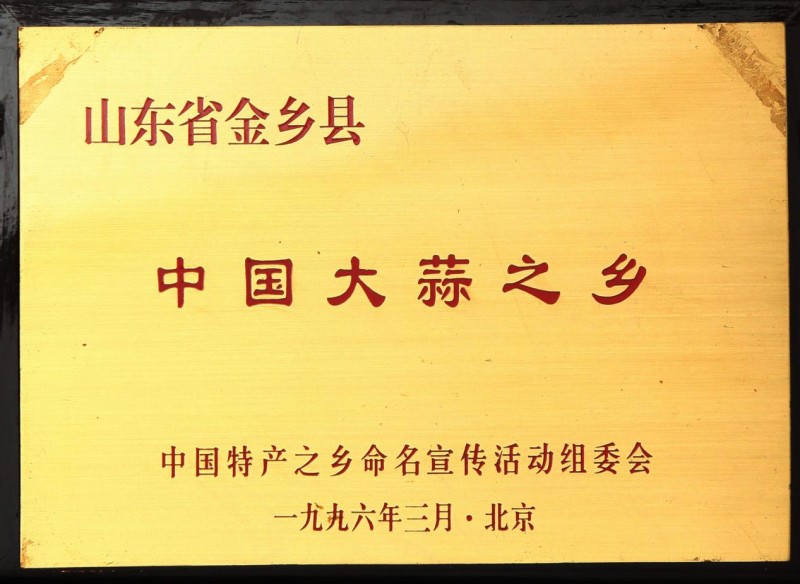 山东省金乡县
中国大蒜之乡
中国特产之乡命名宣传活动组委会
一九九六年三月·北京